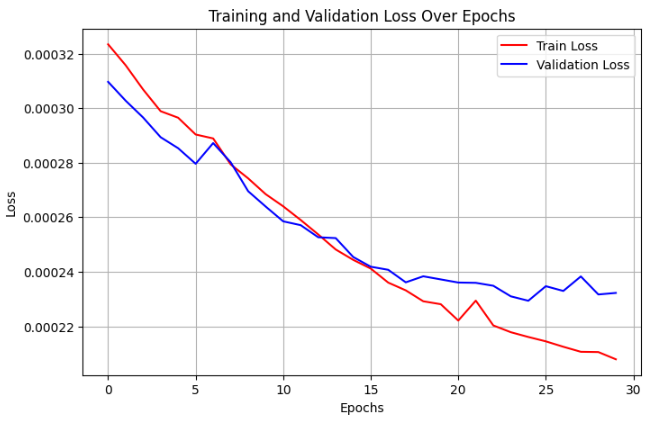 Training and Validation Loss Over Epochs
Train Loss
Validation Loss
0.00032
0.00030
0.00028
0.00026
0.00024
0.00022
Loss
0 5 10 15 20 25 30
Epochs